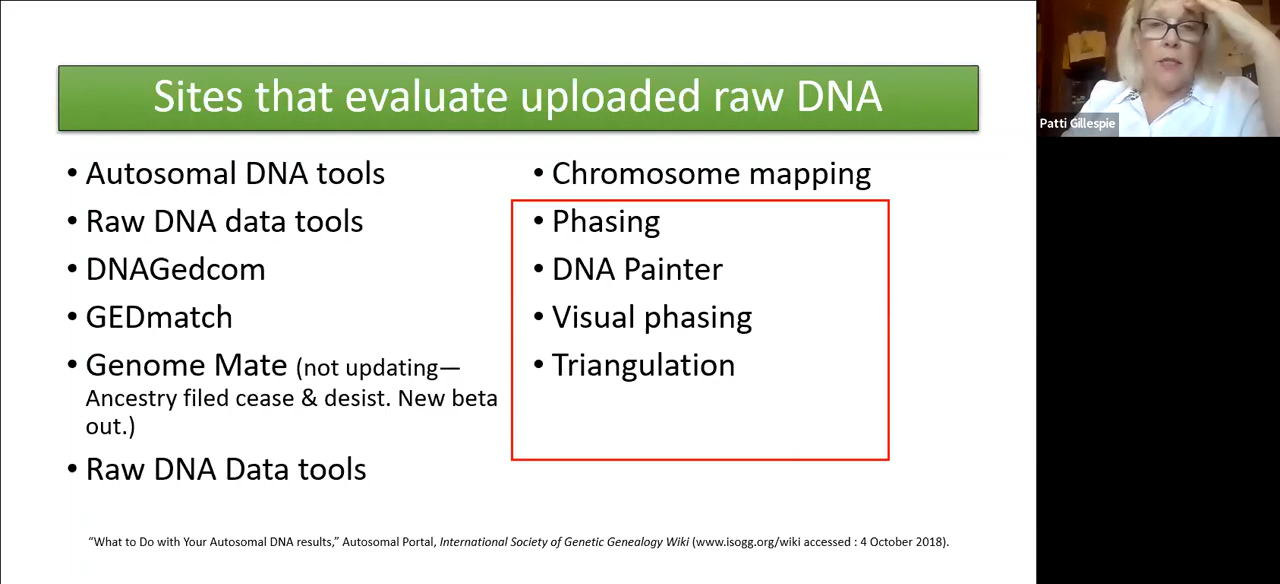 Sites that evaluate uploaded raw DNA
• Autosomal DNA tools
• Raw DNA data tools
• DNAGedcom
• GEDmatch
• Genome Mate (not updating—
Ancestry filed cease & desist. New beta
out.)
• Raw DNA Data tools
• Chromosome mapping
• Phasing
• DNA Painter
• Visual phasing
• Triangulation
“What to Do with Your Autosomal DNA results,” Autosomal Portal, International Society of Genetic Genealogy Wiki (www.isogg.org/wiki accessed : 4 October 2018).
Patti Gillespie